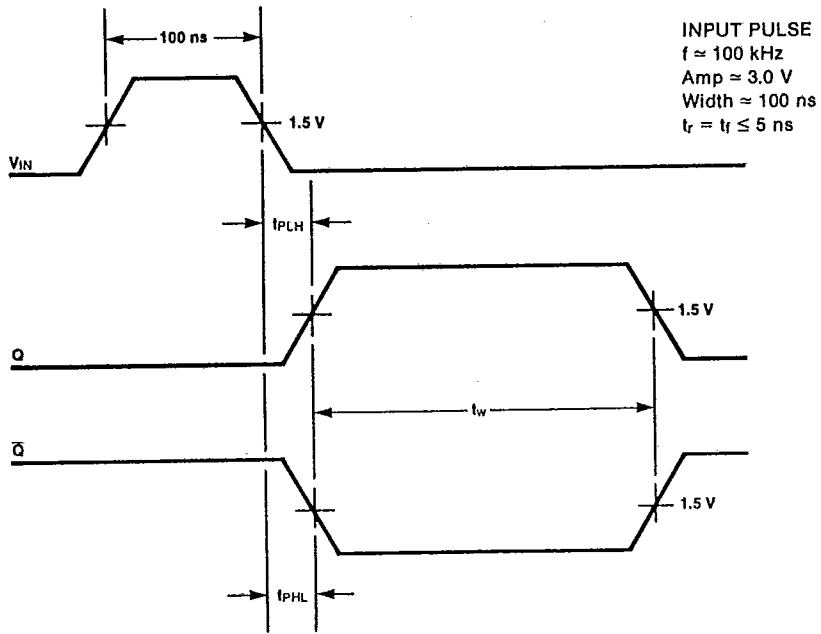 100 ns
INPUT PULSE
f ≃ 100 kHz
Amp ≃ 3.0 V
Width ≃ 100 ns
tr = tf ≤ 5 ns
1.5 V
VIN
tPLH
1.5 V
Q
tw
Q̅
1.5 V
tPHL